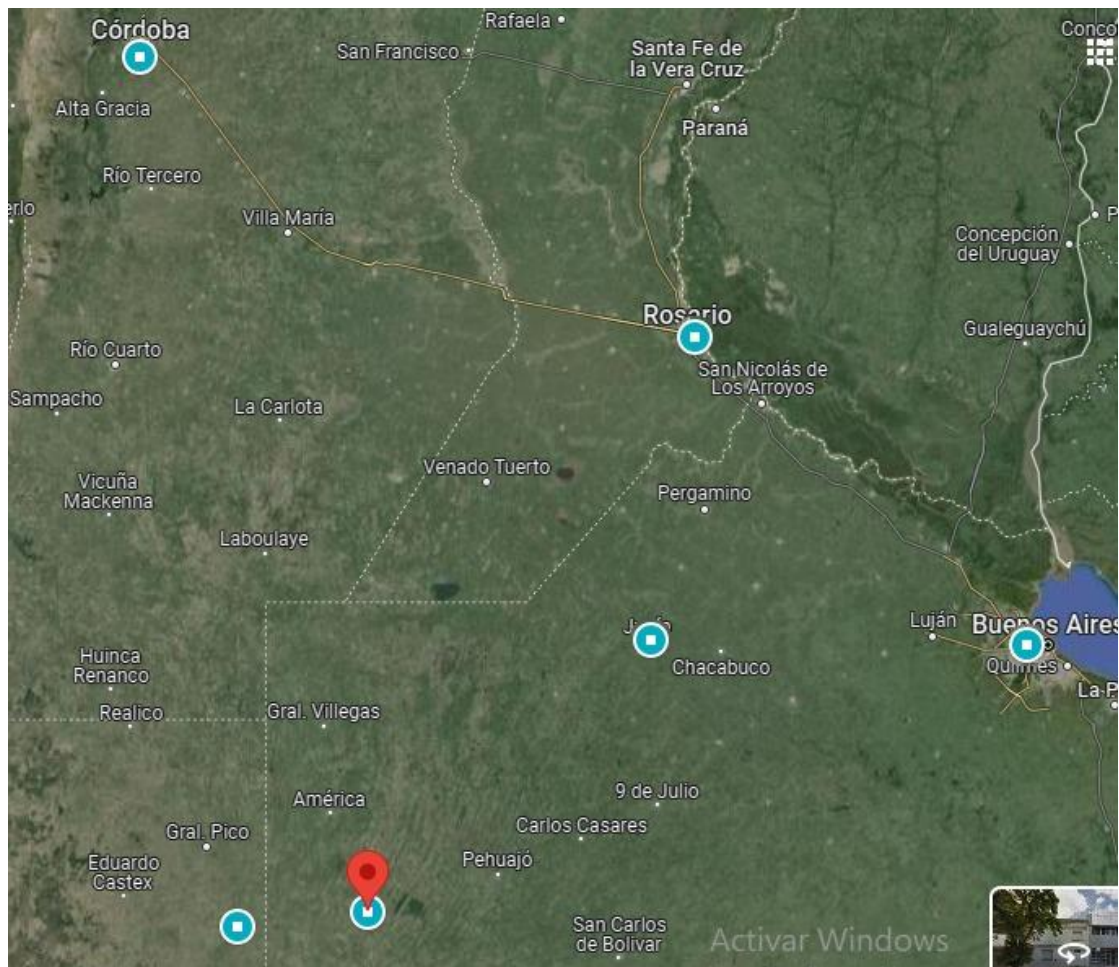 Córdoba
Rafaela
San Francisco
Santa Fe de
la Vera Cruz
Alta Gracia
Paraná
Río Tercero
Villa María
Concepción
del Uruguay
Rosario
Gualeguaychú
Río Cuarto
San Nicolás de
Los Arroyos
Sampacho
La Carlota
Venado Tuerto
Vicuña
Mackenna
Pergamino
Laboulaye
Luján
Buenos Aires
Chacabuco
Quilmes
Huinca
Renanco
La P
Realico
Gral. Villegas
América
9 de Julio
Gral. Pico
Carlos Casares
Eduardo
Castex
Pehuajó
San Carlos
de Bolivar
Activar Windows